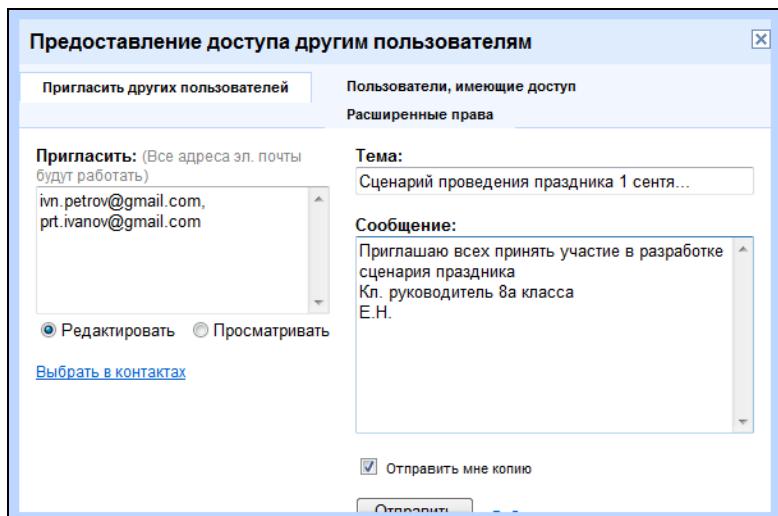 Предоставление доступа другим пользователям
Пригласить других пользователей
Пользователи, имеющие доступ
Расширенные права
Пригласить: (Все адреса эл. почты
будут работать)
ivn.petrov@gmail.com,
prt.ivanov@gmail.com
Редактировать Просматривать
Выбрать в контактах
Тема:
Сценарий проведения праздника 1 сентя...
Сообщение:
Приглашаю всех принять участие в разработке
сценария праздника
Кл. руководитель 8а класса
Е.Н.
Отправить мне копию
Отправить